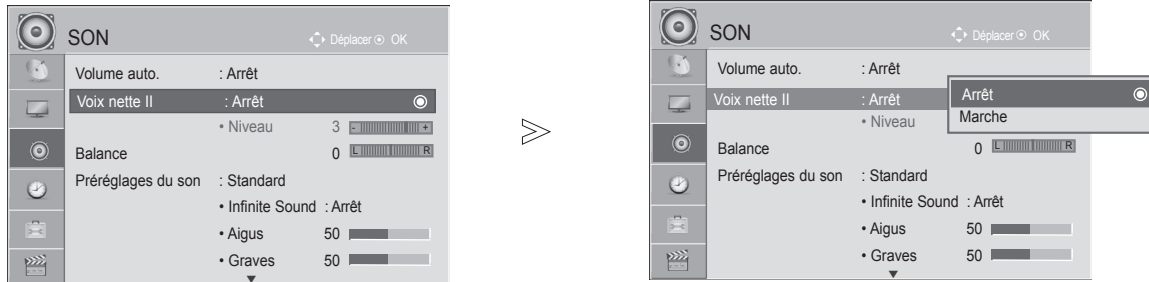 SON Déplacer OK
Volume auto. : Arrêt
Voix nette II : Arrêt
• Niveau 3 - +
Balance 0 L R
Préréglages du son : Standard
• Infinite Sound : Arrêt
• Aigus 50
• Graves 50
SON Déplacer OK
Volume auto. : Arrêt
Voix nette II : Arrêt
• Niveau
Arrêt
Marche
Balance 0 L R
Préréglages du son : Standard
• Infinite Sound : Arrêt
• Aigus 50
• Graves 50